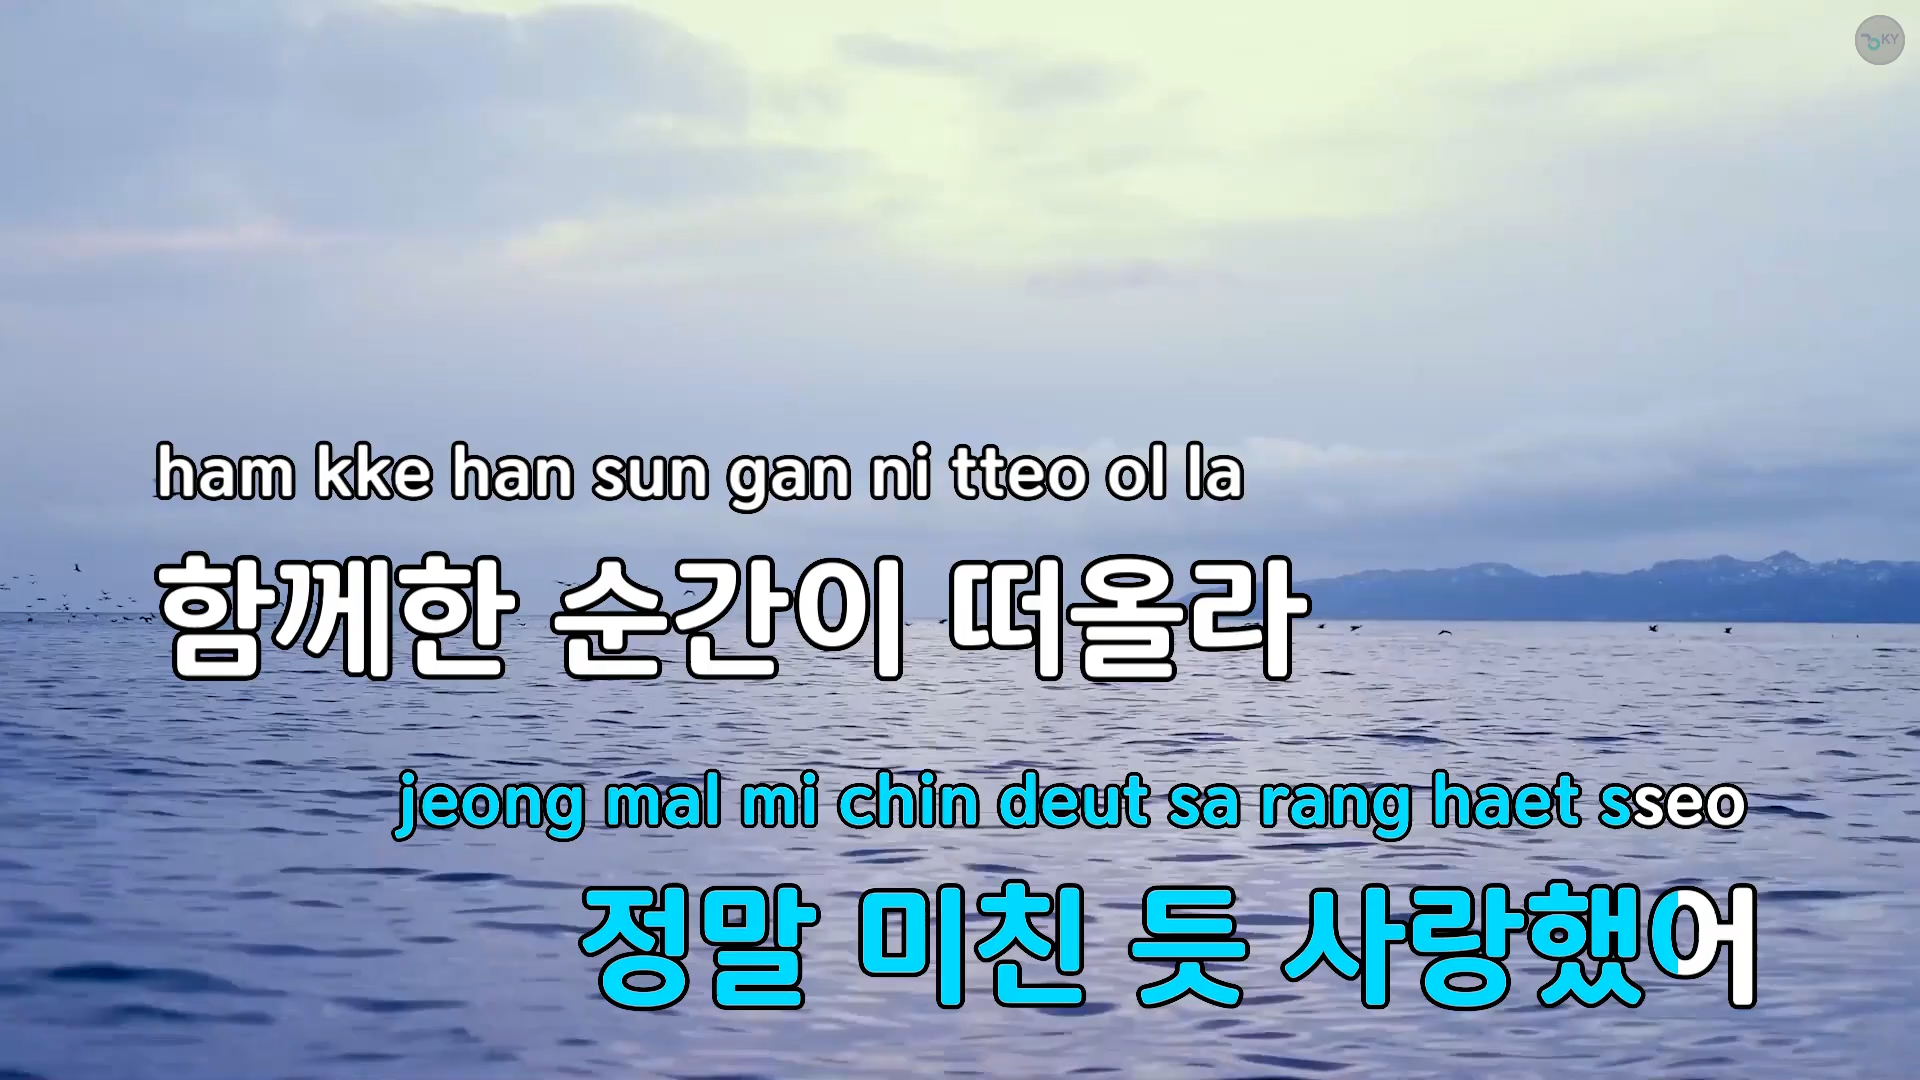 KY
ham kke han sun gan ni tteo ol la
함께한 순간이 떠올라
jeong mal mi chin deut sa rang haet sseo
정말 미친 듯 사랑했어